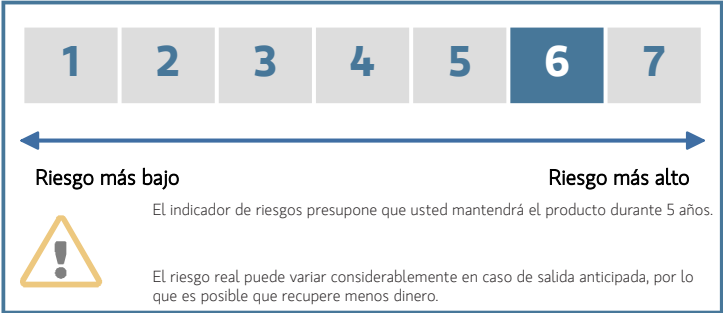 1 2 3 4 5 6 7
Riesgo más bajo Riesgo más alto
El indicador de riesgos presupone que usted mantendrá el producto durante 5 años.
El riesgo real puede variar considerablemente en caso de salida anticipada, por lo
que es posible que recupere menos dinero.